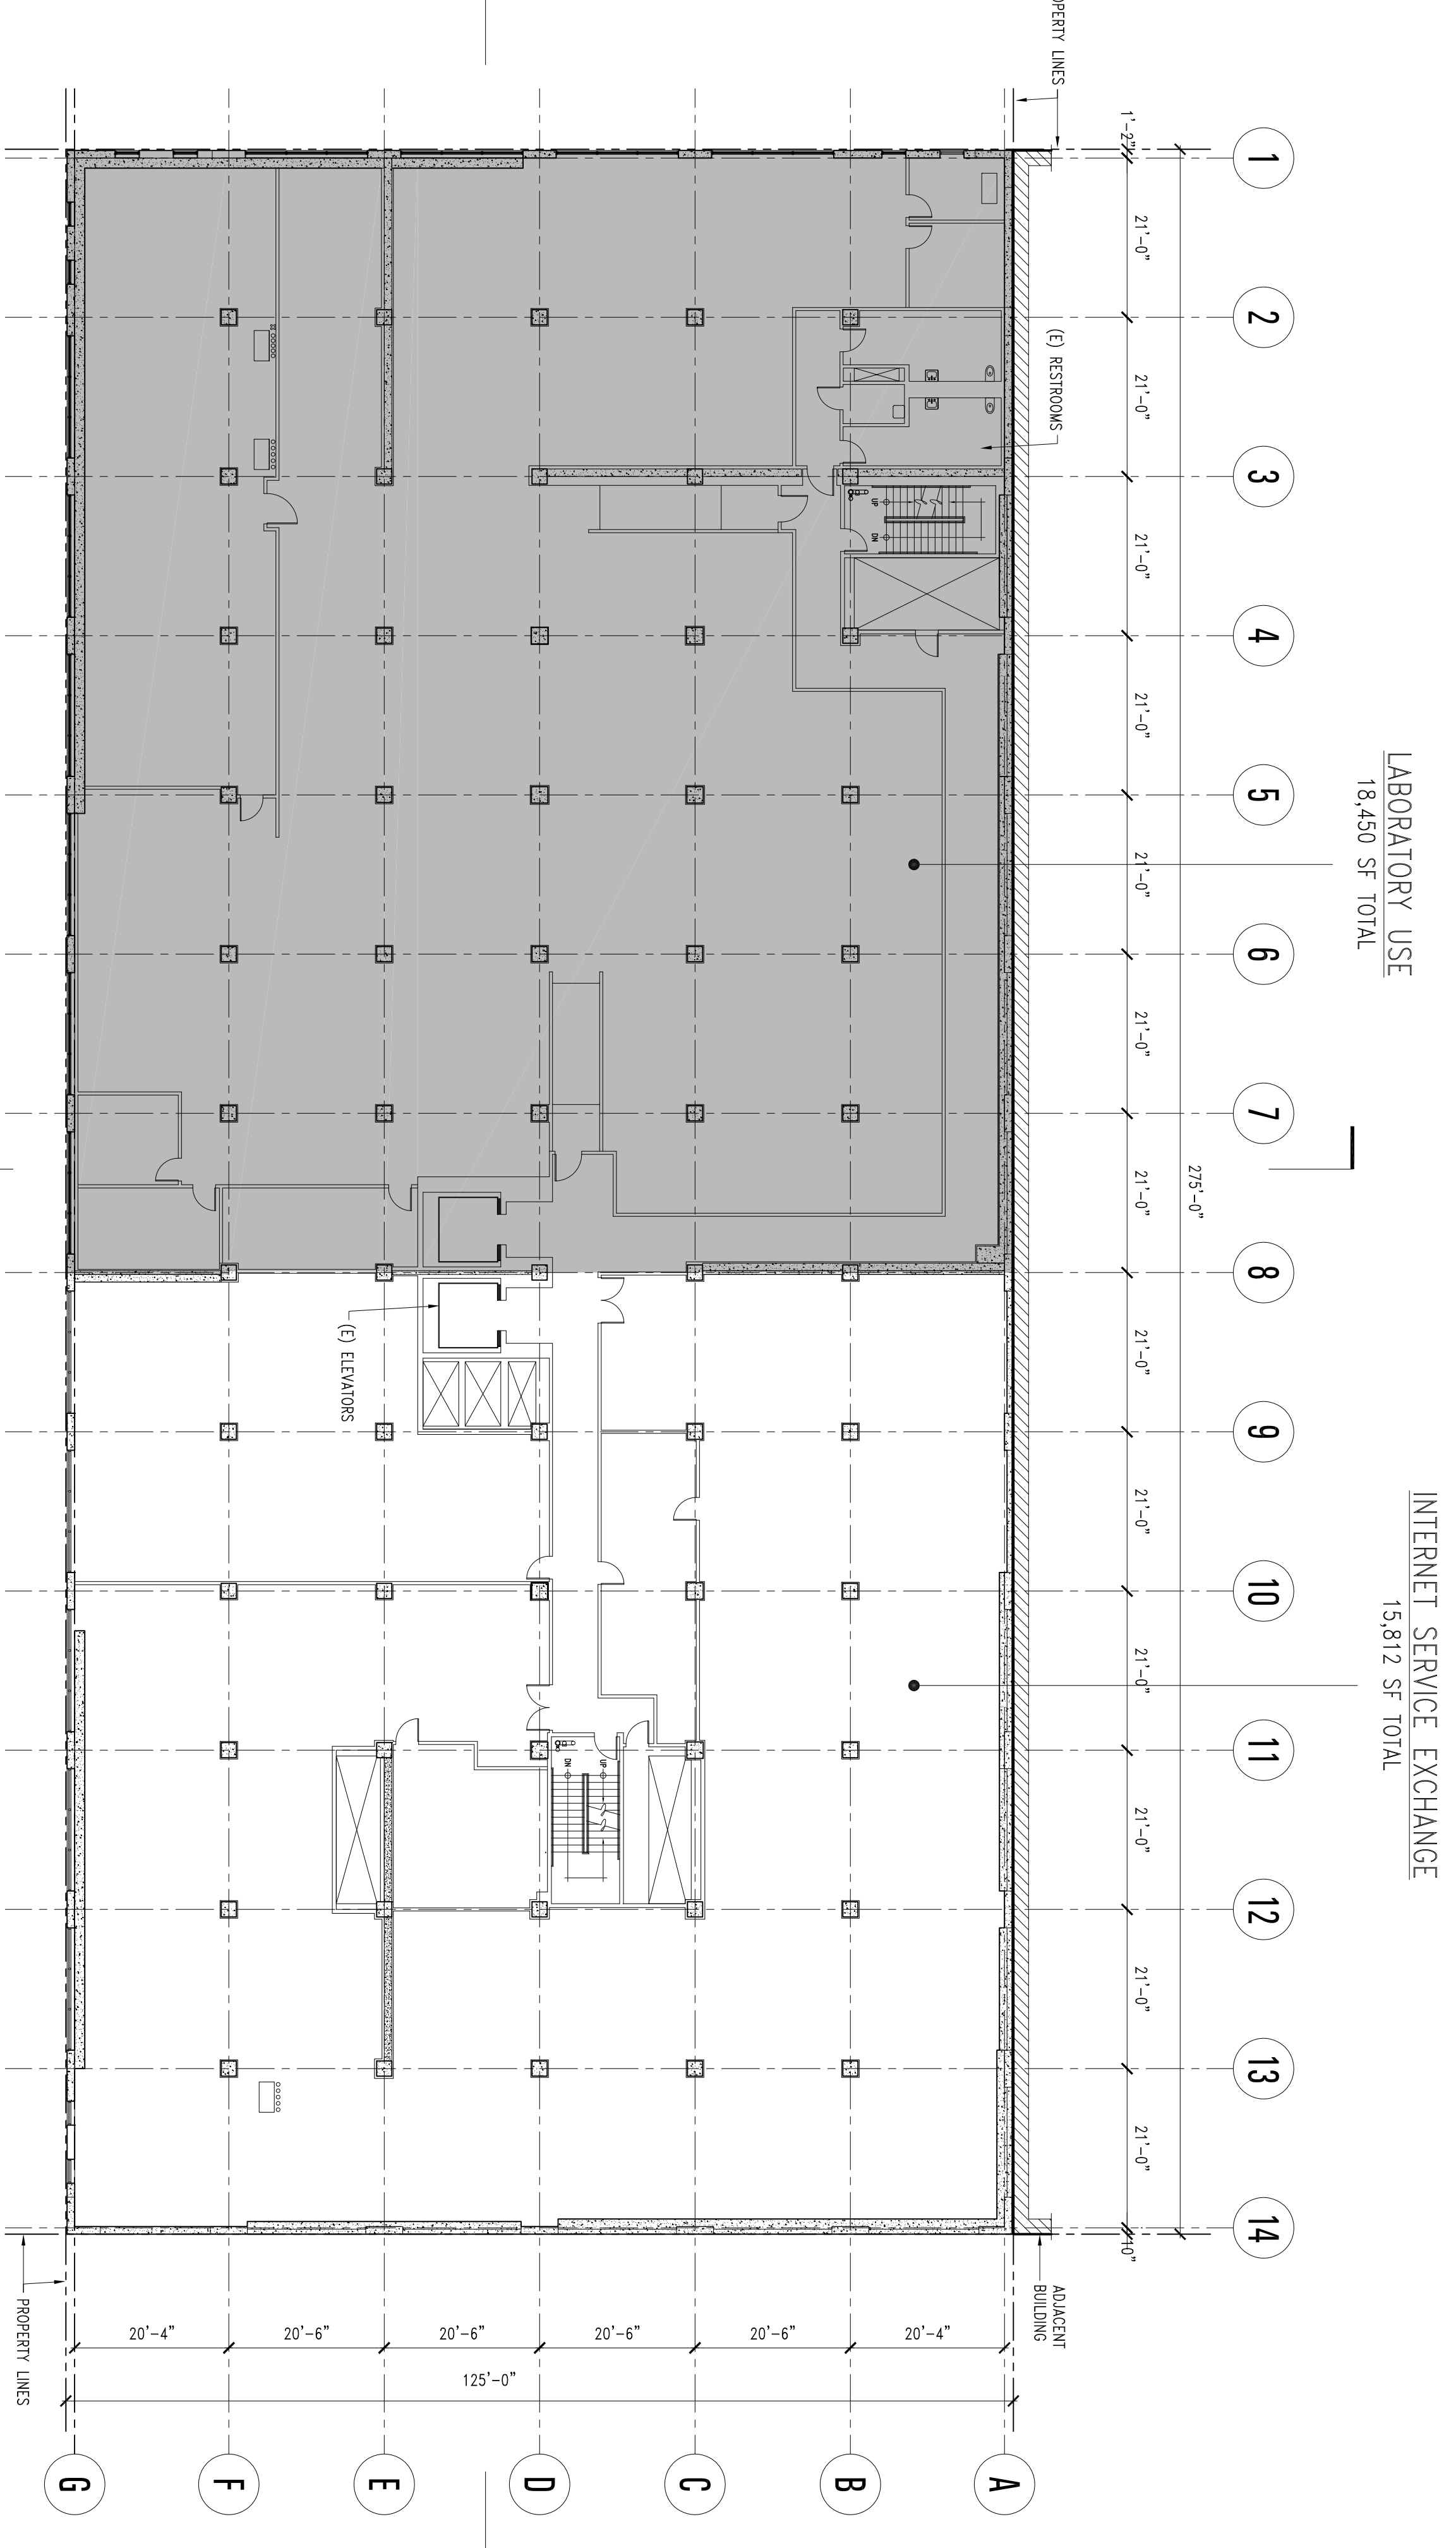 LABORATORY USE
18,450 SF TOTAL
INTERNET SERVICE EXCHANGE
15,812 SF TOTAL
1
2
3
4
5
6
7
8
9
10
11
12
13
14
275'-0"
1'-2"
21'-0"
21'-0"
21'-0"
21'-0"
21'-0"
21'-0"
21'-0"
21'-0"
21'-0"
21'-0"
21'-0"
21'-0"
21'-0"
10"
OPERTY LINES
(E) RESTROOMS
ADJACENT
BUILDING
UP
DN
UP
DN
(E) ELEVATORS
20'-4"
20'-6"
20'-6"
20'-6"
20'-6"
20'-4"
125'-0"
A
B
C
D
E
F
G
PROPERTY LINES